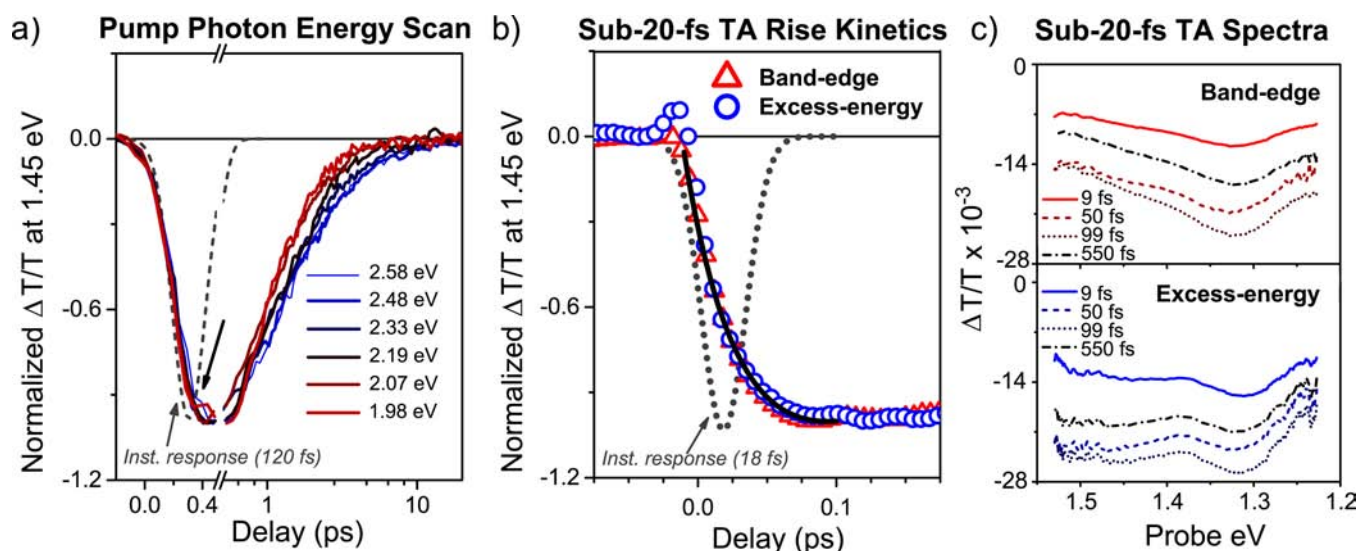 a) Pump Photon Energy Scan
Normalized Δ T/T at 1.45 eV
0.0
-0.6
-1.2
2.58 eV
2.48 eV
2.33 eV
2.19 eV
2.07 eV
1.98 eV
Inst. response (120 fs)
0.0 0.4 1 10
Delay (ps)
b) Sub-20-fs TA Rise Kinetics
Normalized Δ T/T at 1.45 eV
Band-edge
Excess-energy
0.0
-0.6
-1.2
Inst. response (18 fs)
0.0 0.1
Delay (ps)
c) Sub-20-fs TA Spectra
ΔT/T x 10-3
0
Band-edge
-14
9 fs
50 fs
99 fs
550 fs
-28
0
Excess-energy
9 fs
50 fs
99 fs
550 fs
-14
-28
1.5 1.4 1.3 1.2
Probe eV